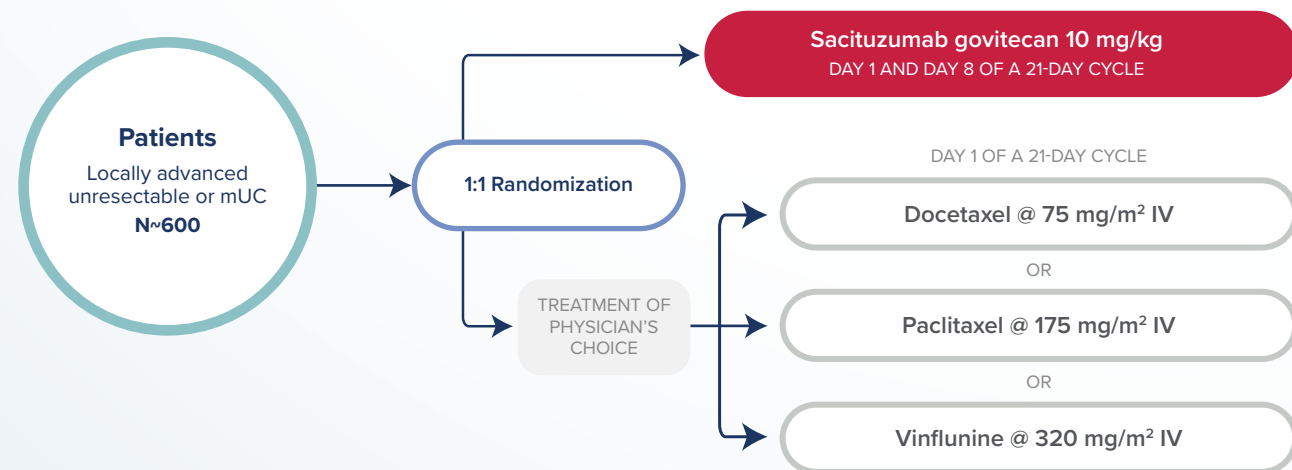 Patients
Locally advanced
unresectable or mUC
N~600
1:1 Randomization
Sacituzumab govitecan 10 mg/kg
DAY 1 AND DAY 8 OF A 21-DAY CYCLE
TREATMENT OF
PHYSICIAN’S
CHOICE
DAY 1 OF A 21-DAY CYCLE
Docetaxel @ 75 mg/m² IV
OR
Paclitaxel @ 175 mg/m² IV
OR
Vinflunine @ 320 mg/m² IV